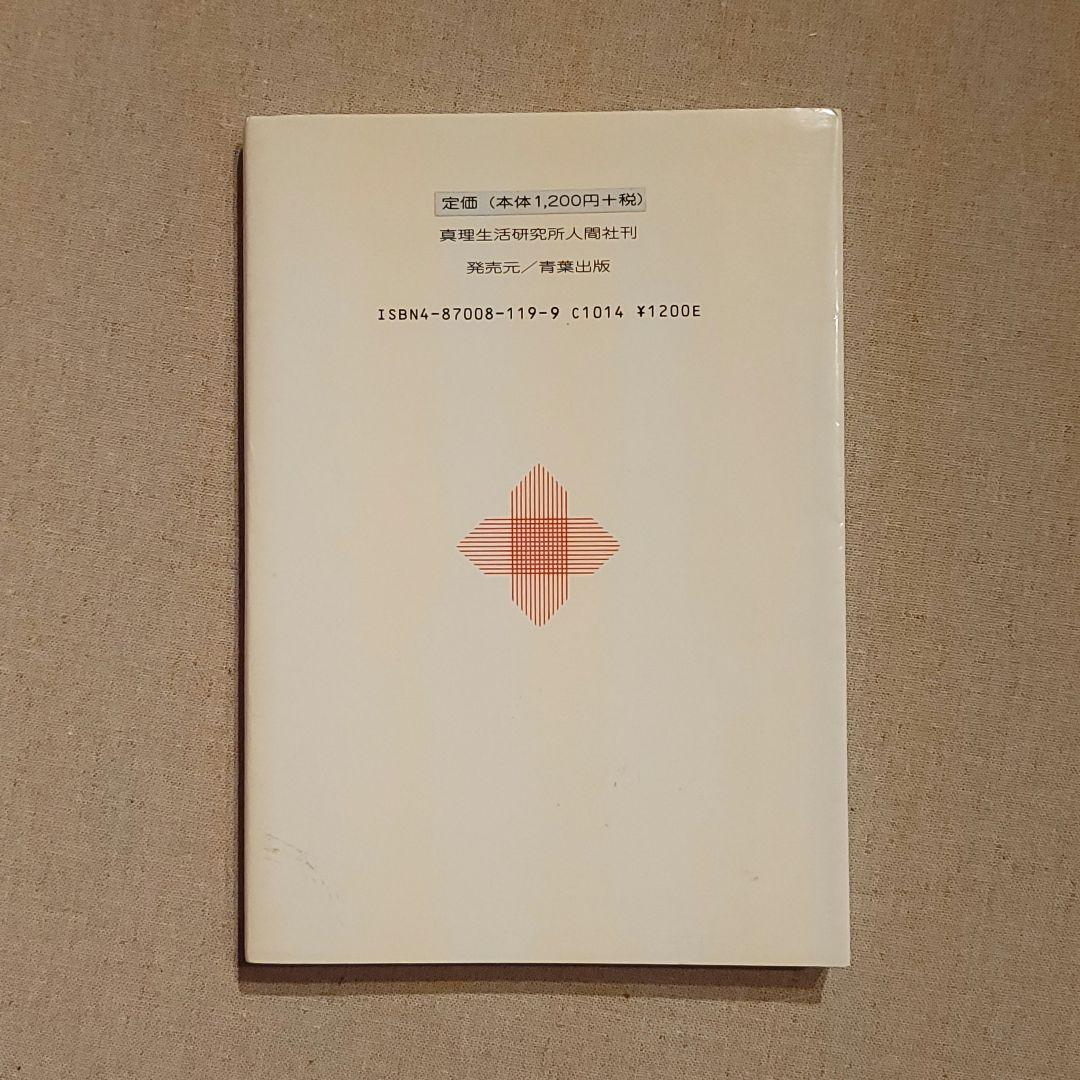 定価（本体1,200円＋税）
真理生活研究所人間社刊
発売元／青葉出版
ISBN4-87008-119-9 C1014 ¥1200E